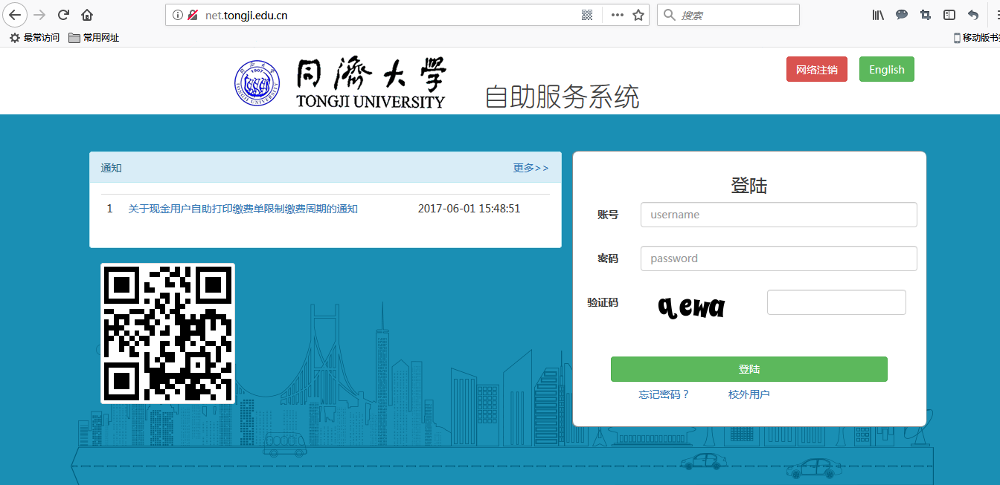 net.tongji.edu.cn
搜索
最常访问 常用网址
移动版书
同濟大學
TONGJI UNIVERSITY
自助服务系统
网络注销 English
通知 更多>>
1 关于现金用户自助打印缴费单限制缴费周期的通知 2017-06-01 15:48:51
登陆
账号 username
密码 password
验证码 qewa
登陆
忘记密码？ 校外用户
1907
TONGJI UNIVERSITY